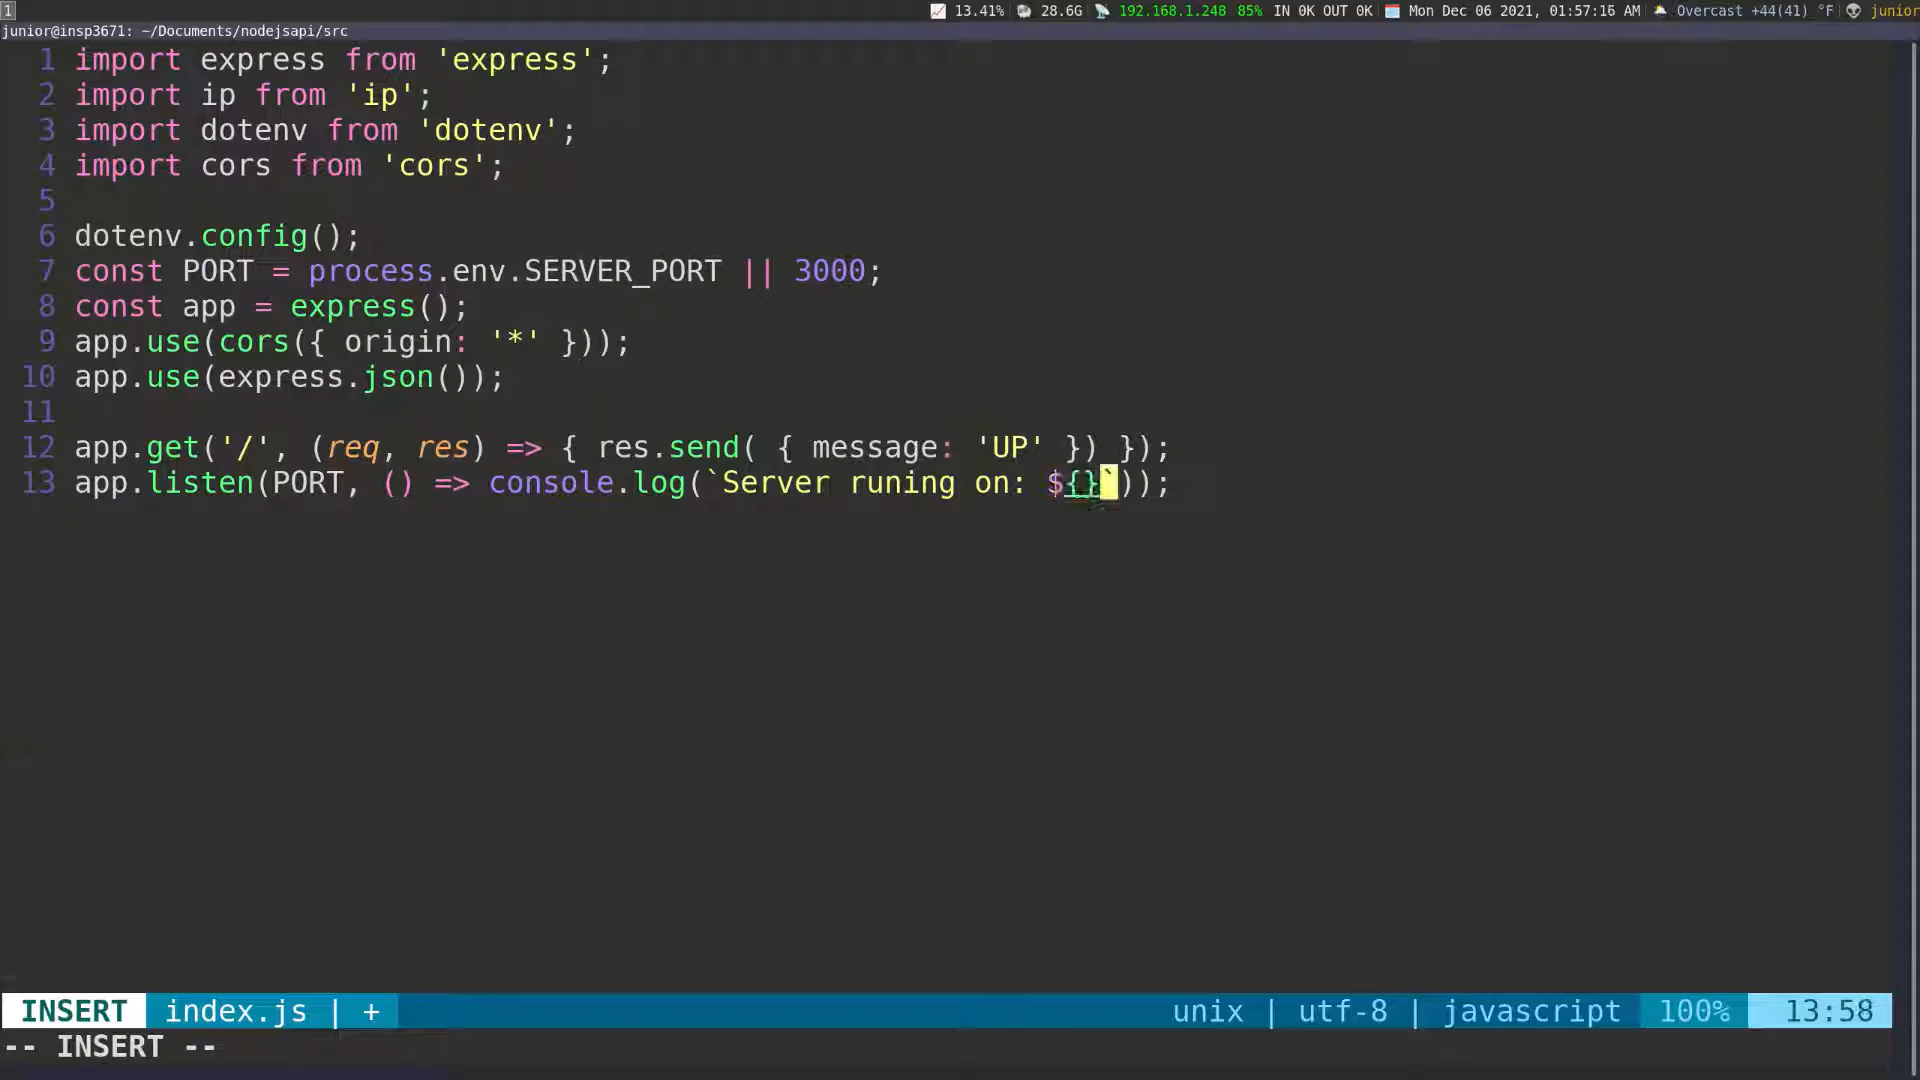 1 13.41% 28.6G 192.168.1.248 85% IN 0K OUT 0K Mon Dec 06 2021, 01:57:16 AM Overcast +44(41) °F junior
junior@insp3671: ~/Documents/nodejsapi/src
1 import express from 'express';
2 import ip from 'ip';
3 import dotenv from 'dotenv';
4 import cors from 'cors';
5
6 dotenv.config();
7 const PORT = process.env.SERVER_PORT || 3000;
8 const app = express();
9 app.use(cors({ origin: '*' }));
10 app.use(express.json());
11
12 app.get('/', (req, res) => { res.send( { message: 'UP' }) });
13 app.listen(PORT, () => console.log(`Server runing on: ${}`));
INSERT index.js | + unix | utf-8 | javascript 100% 13:58
-- INSERT --